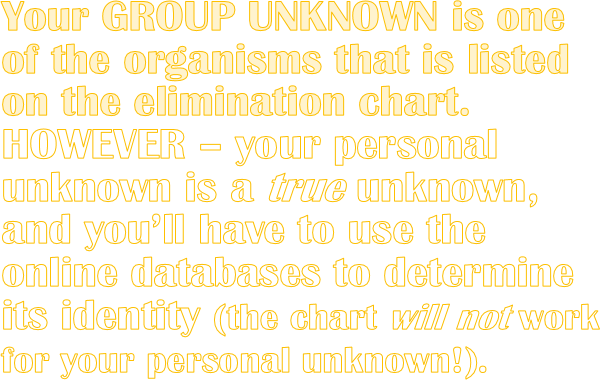 Your GROUP UNKNOWN is one
of the organisms that is listed
on the elimination chart.
HOWEVER – your personal
unknown is a true unknown,
and you’ll have to use the
online databases to determine
its identity (the chart will not work
for your personal unknown!).